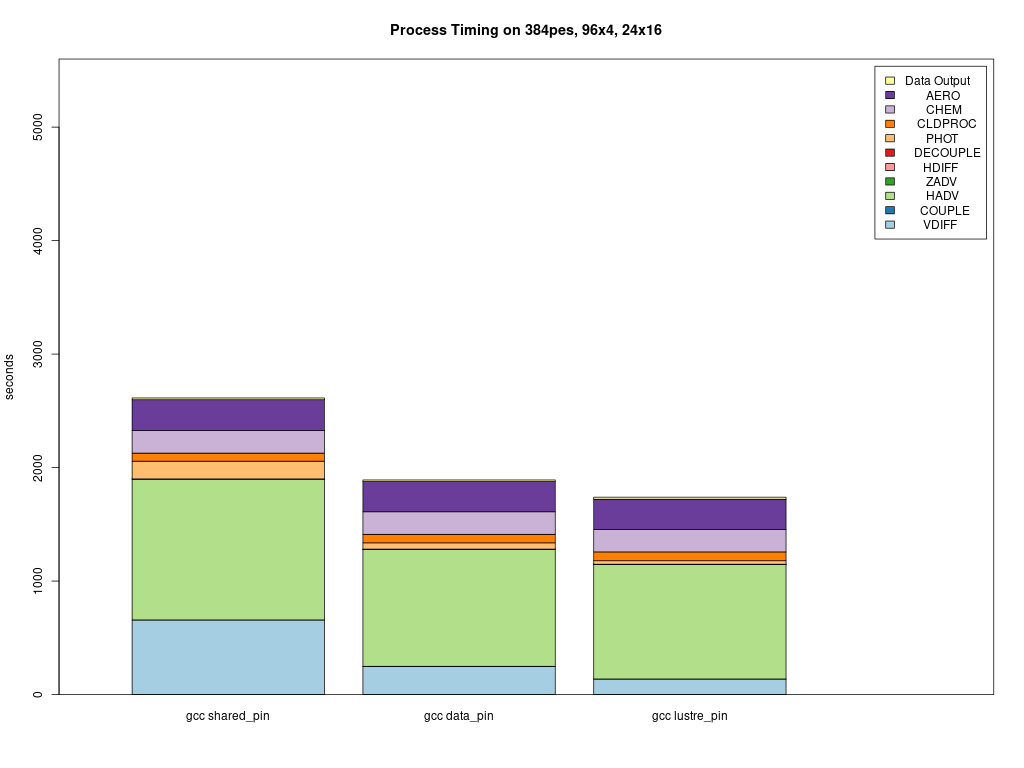 Process Timing on 384pes, 96x4, 24x16
Data Output
AERO
CHEM
CLDPROC
PHOT
DECOUPLE
HDIFF
ZADV
HADV
COUPLE
VDIFF
seconds
5000
4000
3000
2000
1000
0
gcc shared_pin
gcc data_pin
gcc lustre_pin